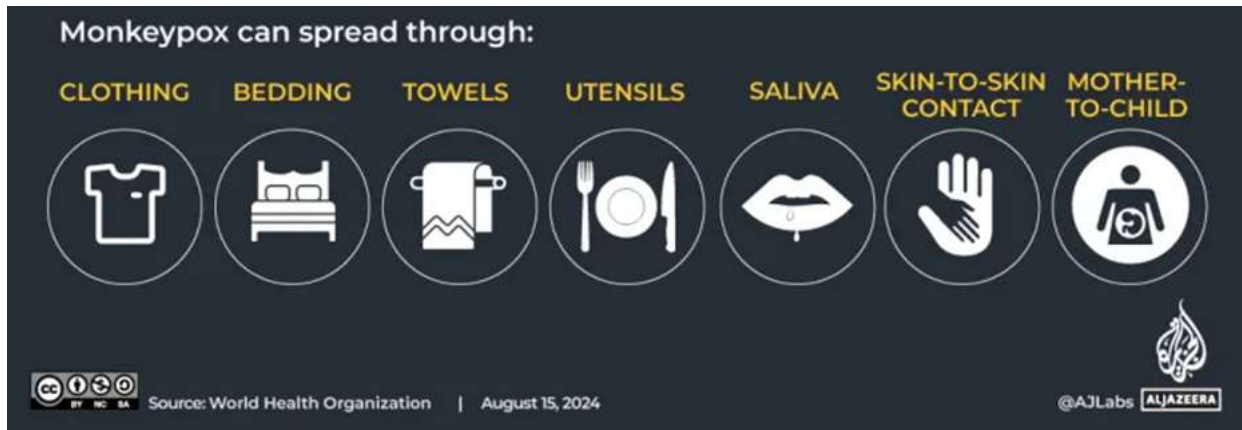 Monkeypox can spread through:
CLOTHING
BEDDING
TOWELS
UTENSILS
SALIVA
SKIN-TO-SKIN
CONTACT
MOTHER-
TO-CHILD
cc
BY NC SA
Source: World Health Organization | August 15, 2024
@AJLabs ALJAZEERA